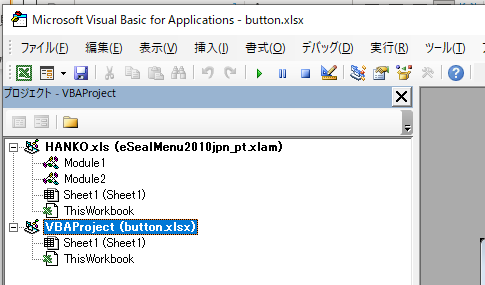 Microsoft Visual Basic for Applications - button.xlsx
ファイル(F) 編集(E) 表示(V) 挿入(I) 書式(O) デバッグ(D) 実行(R) ツール(T)
プロジェクト - VBAProject
HANKO.xls (eSealMenu2010jpn_pt.xlam)
Module1
Module2
Sheet1 (Sheet1)
ThisWorkbook
VBAProject (button.xlsx)
Sheet1 (Sheet1)
ThisWorkbook